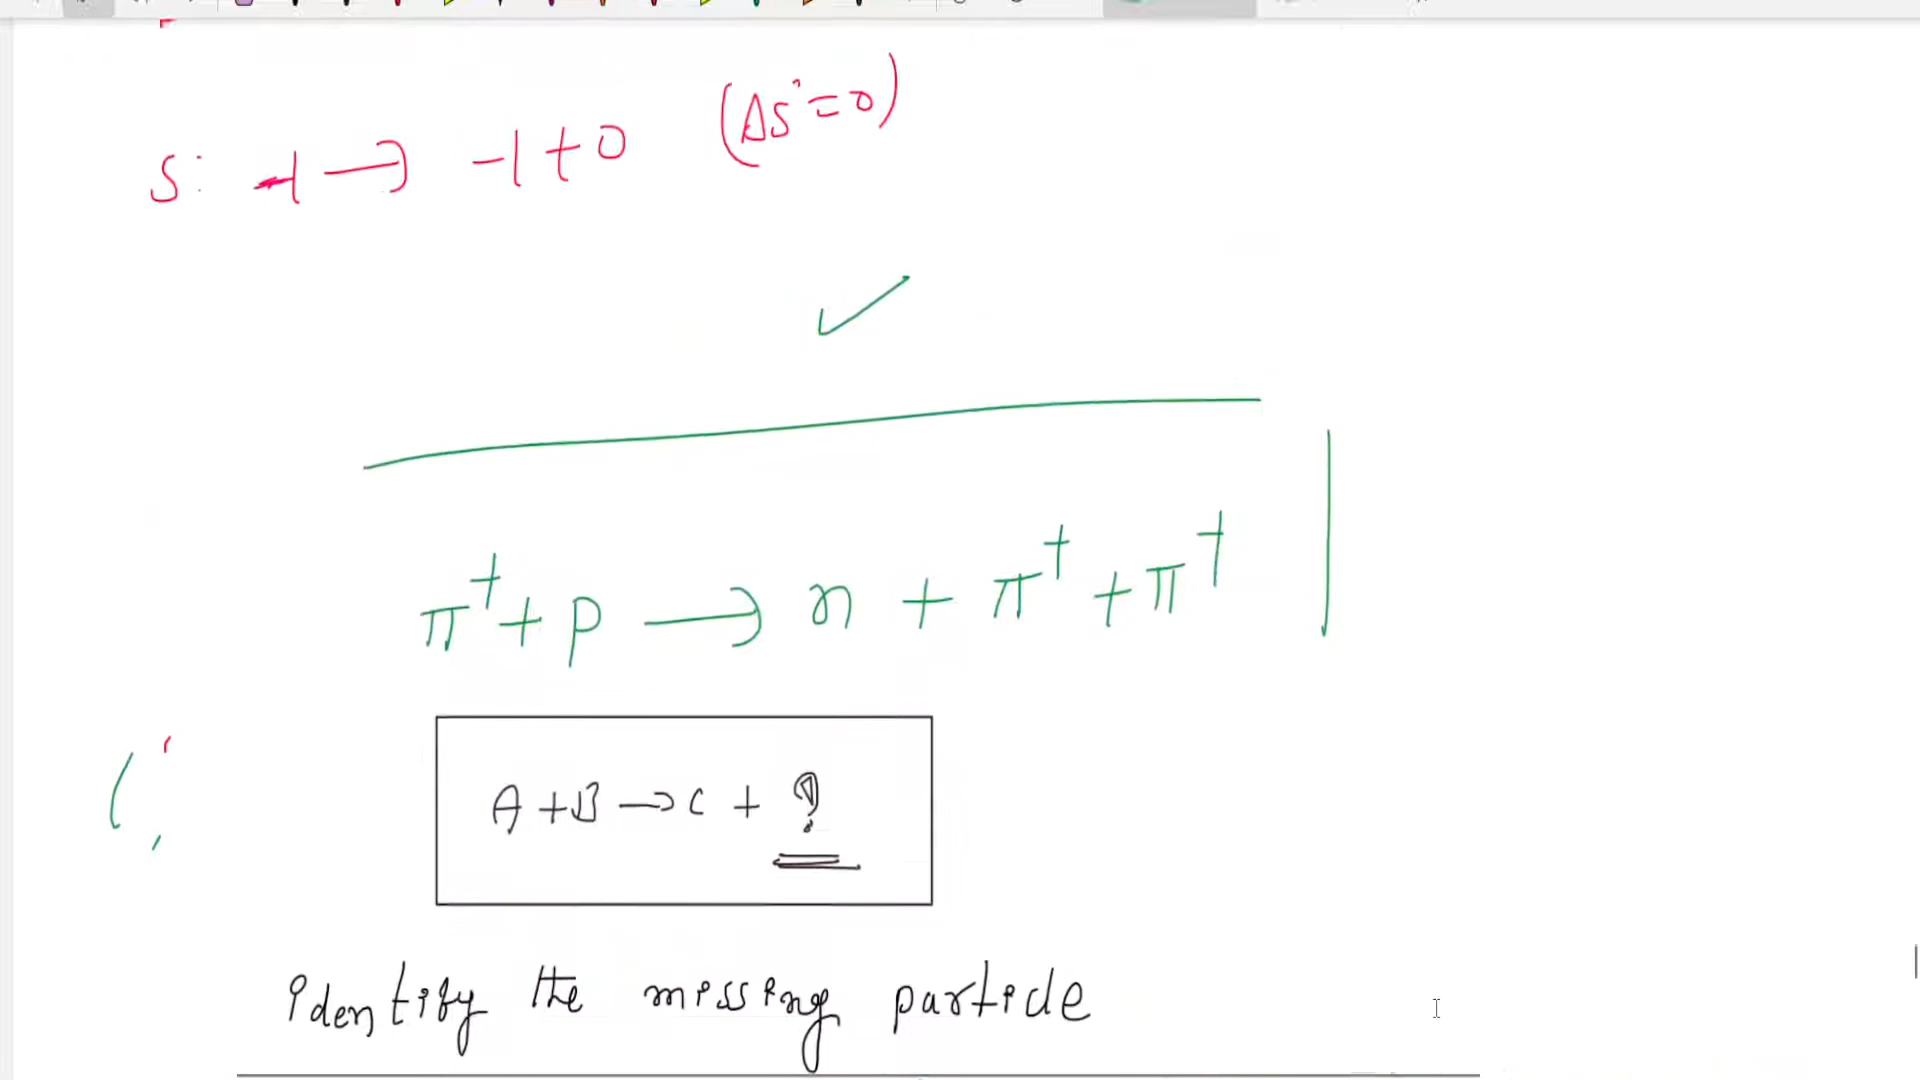 S: -1 → -1 + 0 (ΔS = 0)
π⁺ + p → n + π⁺ + π⁺
A + B → C + ?
identify the missing particle